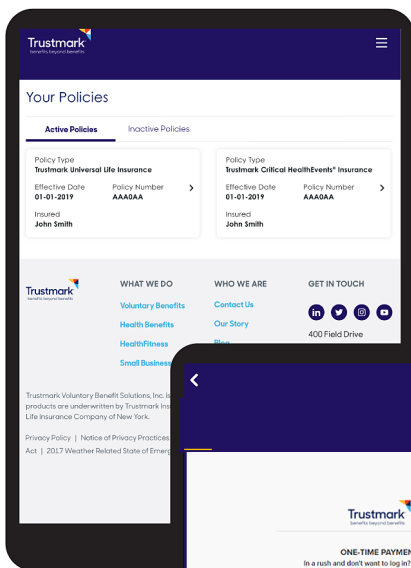 Trustmark
benefits beyond benefits
Your Policies
Active Policies Inactive Policies
Policy Type
Trustmark Universal Life Insurance
Effective Date Policy Number
01-01-2019 AAA0AA
Insured
John Smith
Policy Type
Trustmark Critical HealthEvents® Insurance
Effective Date Policy Number
01-01-2019 AAA0AA
Insured
John Smith
Trustmark
benefits beyond benefits
WHAT WE DO
Voluntary Benefits
Health Benefits
HealthFitness
Small Business
WHO WE ARE
Contact Us
Our Story
Blog
GET IN TOUCH
in
400 Field Drive
Trustmark Voluntary Benefit Solutions, Inc. is
products are underwritten by Trustmark Ins
Life Insurance Company of New York.
Privacy Policy | Notice of Privacy Practices
Act | 2017 Weather Related State of Emerg
Trustmark
benefits beyond benefits
ONE-TIME PAYMEN
In a rush and don't want to log in?